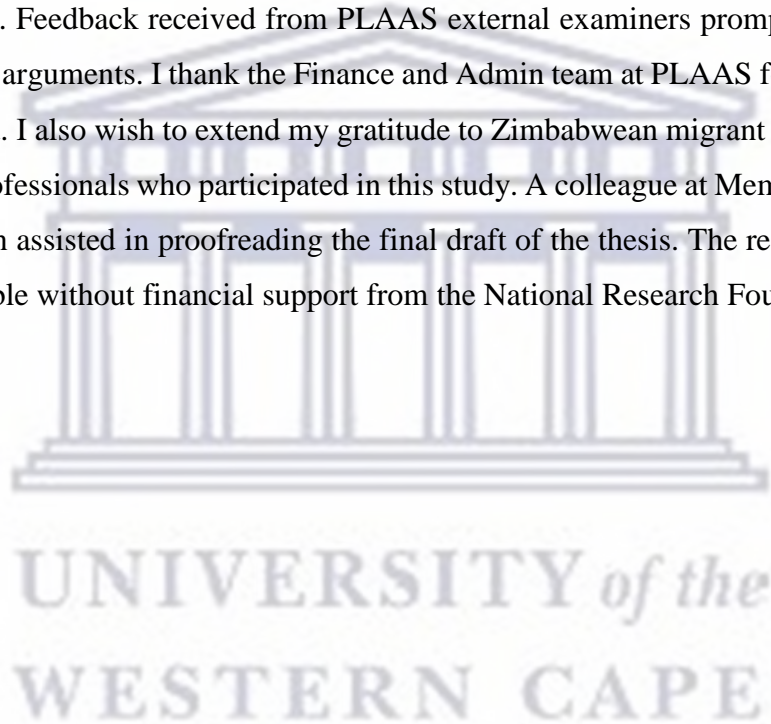 . Feedback received from PLAAS external examiners promp
arguments. I thank the Finance and Admin team at PLAAS f
. I also wish to extend my gratitude to Zimbabwean migrant
ofessionals who participated in this study. A colleague at Men
assisted in proofreading the final draft of the thesis. The re
ble without financial support from the National Research Fou
UNIVERSITY of the
WESTERN CAPE